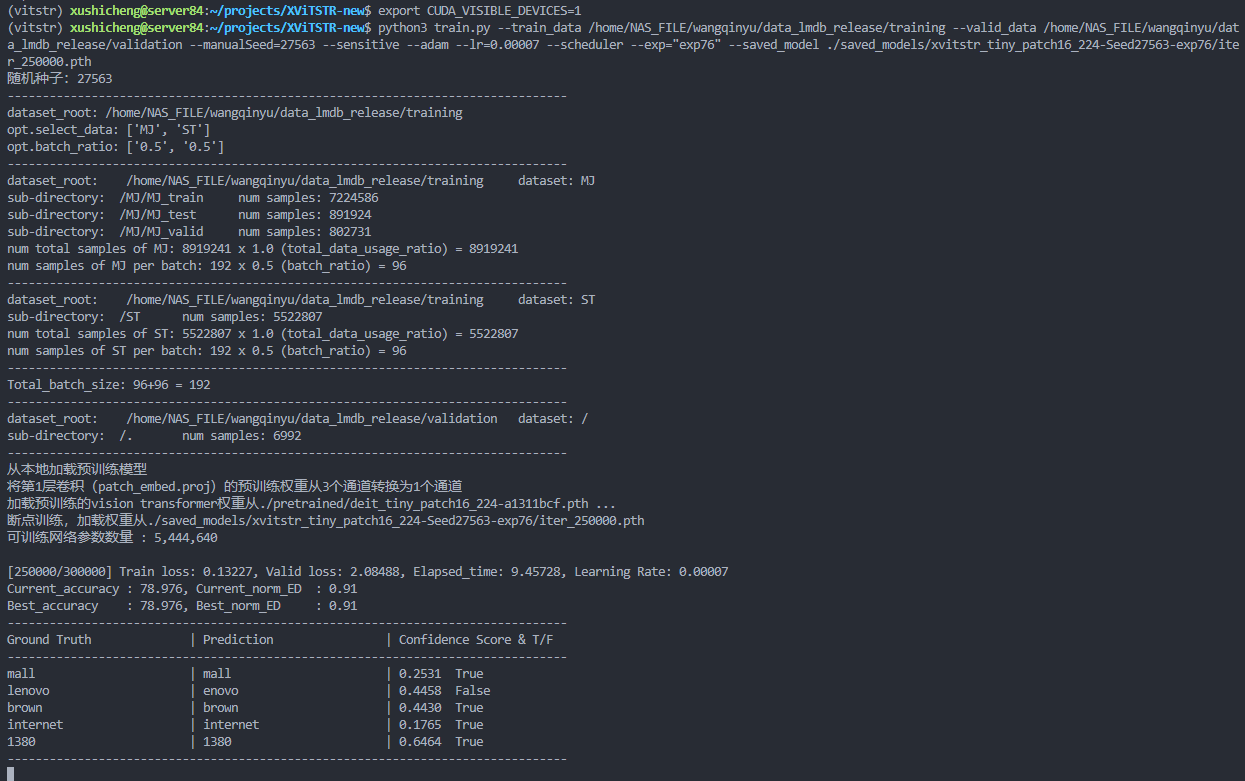 (vitstr) xushicheng@server84:~/projects/XViTSTR-new$ export CUDA_VISIBLE_DEVICES=1
(vitstr) xushicheng@server84:~/projects/XViTSTR-new$ python3 train.py --train_data /home/NAS_FILE/wangqinyu/data_lmdb_release/training --valid_data /home/NAS_FILE/wangqinyu/dat
a_lmdb_release/validation --manualSeed=27563 --sensitive --adam --lr=0.00007 --scheduler --exp="exp76" --saved_model ./saved_models/xvitstr_tiny_patch16_224-Seed27563-exp76/ite
r_250000.pth
随机种子: 27563
--------------------------------------------------------------------------------
dataset_root: /home/NAS_FILE/wangqinyu/data_lmdb_release/training
opt.select_data: ['MJ', 'ST']
opt.batch_ratio: ['0.5', '0.5']
--------------------------------------------------------------------------------
dataset_root:    /home/NAS_FILE/wangqinyu/data_lmdb_release/training     dataset: MJ
sub-directory:  /MJ/MJ_train     num samples: 7224586
sub-directory:  /MJ/MJ_test      num samples: 891924
sub-directory:  /MJ/MJ_valid     num samples: 802731
num total samples of MJ: 8919241 x 1.0 (total_data_usage_ratio) = 8919241
num samples of MJ per batch: 192 x 0.5 (batch_ratio) = 96
--------------------------------------------------------------------------------
dataset_root:    /home/NAS_FILE/wangqinyu/data_lmdb_release/training     dataset: ST
sub-directory:  /ST      num samples: 5522807
num total samples of ST: 5522807 x 1.0 (total_data_usage_ratio) = 5522807
num samples of ST per batch: 192 x 0.5 (batch_ratio) = 96
--------------------------------------------------------------------------------
Total_batch_size: 96+96 = 192
--------------------------------------------------------------------------------
dataset_root:    /home/NAS_FILE/wangqinyu/data_lmdb_release/validation   dataset: /
sub-directory:  /.       num samples: 6992
--------------------------------------------------------------------------------
从本地加载预训练模型
将第1层卷积（patch_embed.proj）的预训练权重从3个通道转换为1个通道
加载预训练的vision transformer权重从./pretrained/deit_tiny_patch16_224-a1311bcf.pth ...
断点训练，加载权重从./saved_models/xvitstr_tiny_patch16_224-Seed27563-exp76/iter_250000.pth
可训练网络参数数量 : 5,444,640
[250000/300000] Train loss: 0.13227, Valid loss: 2.08488, Elapsed_time: 9.45728, Learning Rate: 0.00007
Current_accuracy : 78.976, Current_norm_ED  : 0.91
Best_accuracy    : 78.976, Best_norm_ED     : 0.91
--------------------------------------------------------------------------------
Ground Truth              | Prediction                | Confidence Score & T/F
--------------------------------------------------------------------------------
mall                      | mall                      | 0.2531  True
lenovo                    | enovo                     | 0.4458  False
brown                     | brown                     | 0.4430  True
internet                  | internet                  | 0.1765  True
1380                      | 1380                      | 0.6464  True
--------------------------------------------------------------------------------